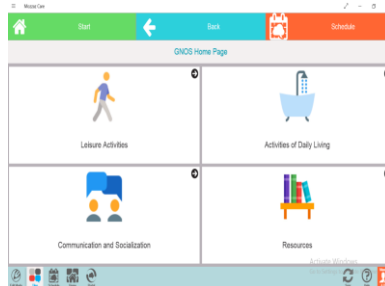 Mozzaz Care
Start
Back
Schedule
GNOS Home Page
Leisure Activities
Activities of Daily Living
Communication and Socialization
Resources
Activate Windows